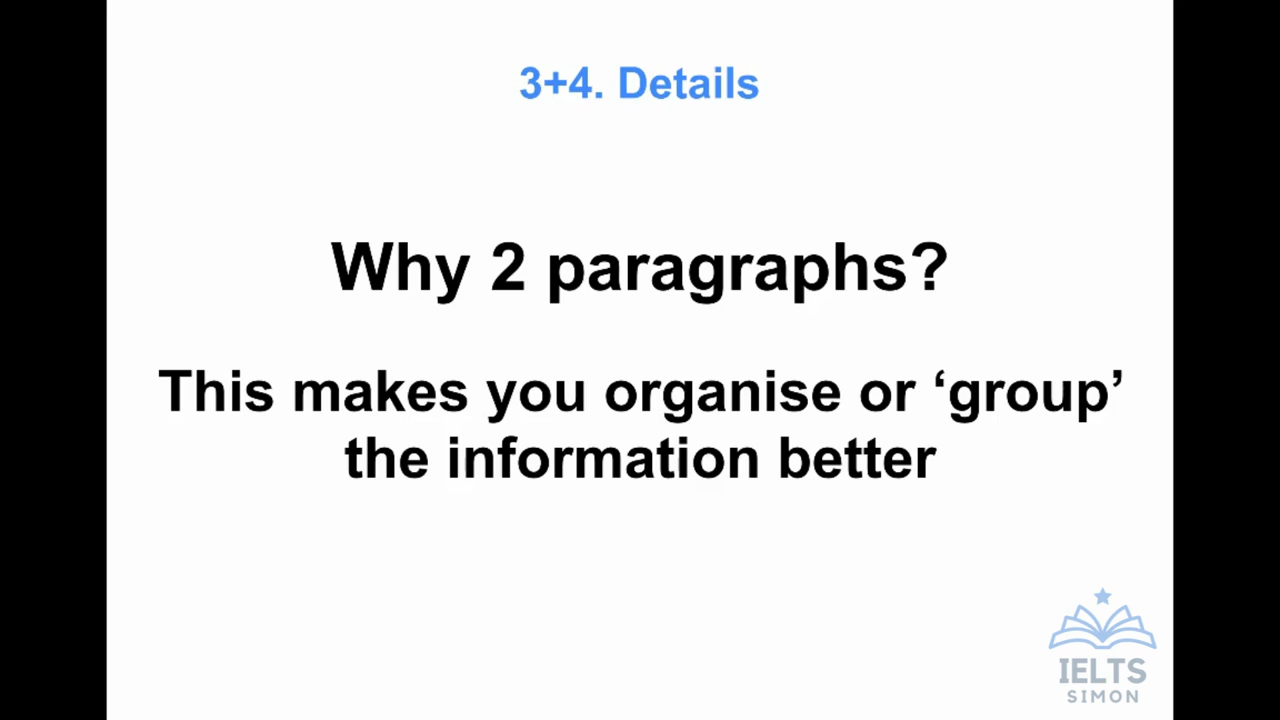 3+4. Details
Why 2 paragraphs?
This makes you organise or ‘group’
the information better
IELTS
SIMON